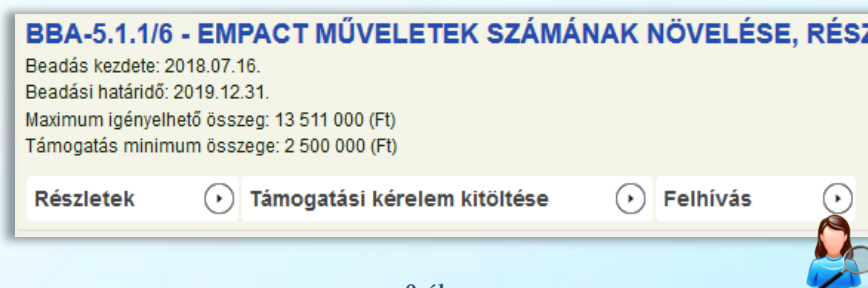 BBA-5.1.1/6 - EMPACT MŰVELETEK SZÁMÁNAK NÖVELÉSE,
Beadás kezdete: 2018.07.16.
Beadási határidő: 2019.12.31.
Maximum igényelhető összeg: 13 511 000 (Ft)
Támogatás minimum összege: 2 500 000 (Ft)
Részletek Támogatási kérelem kitöltése Felhívás